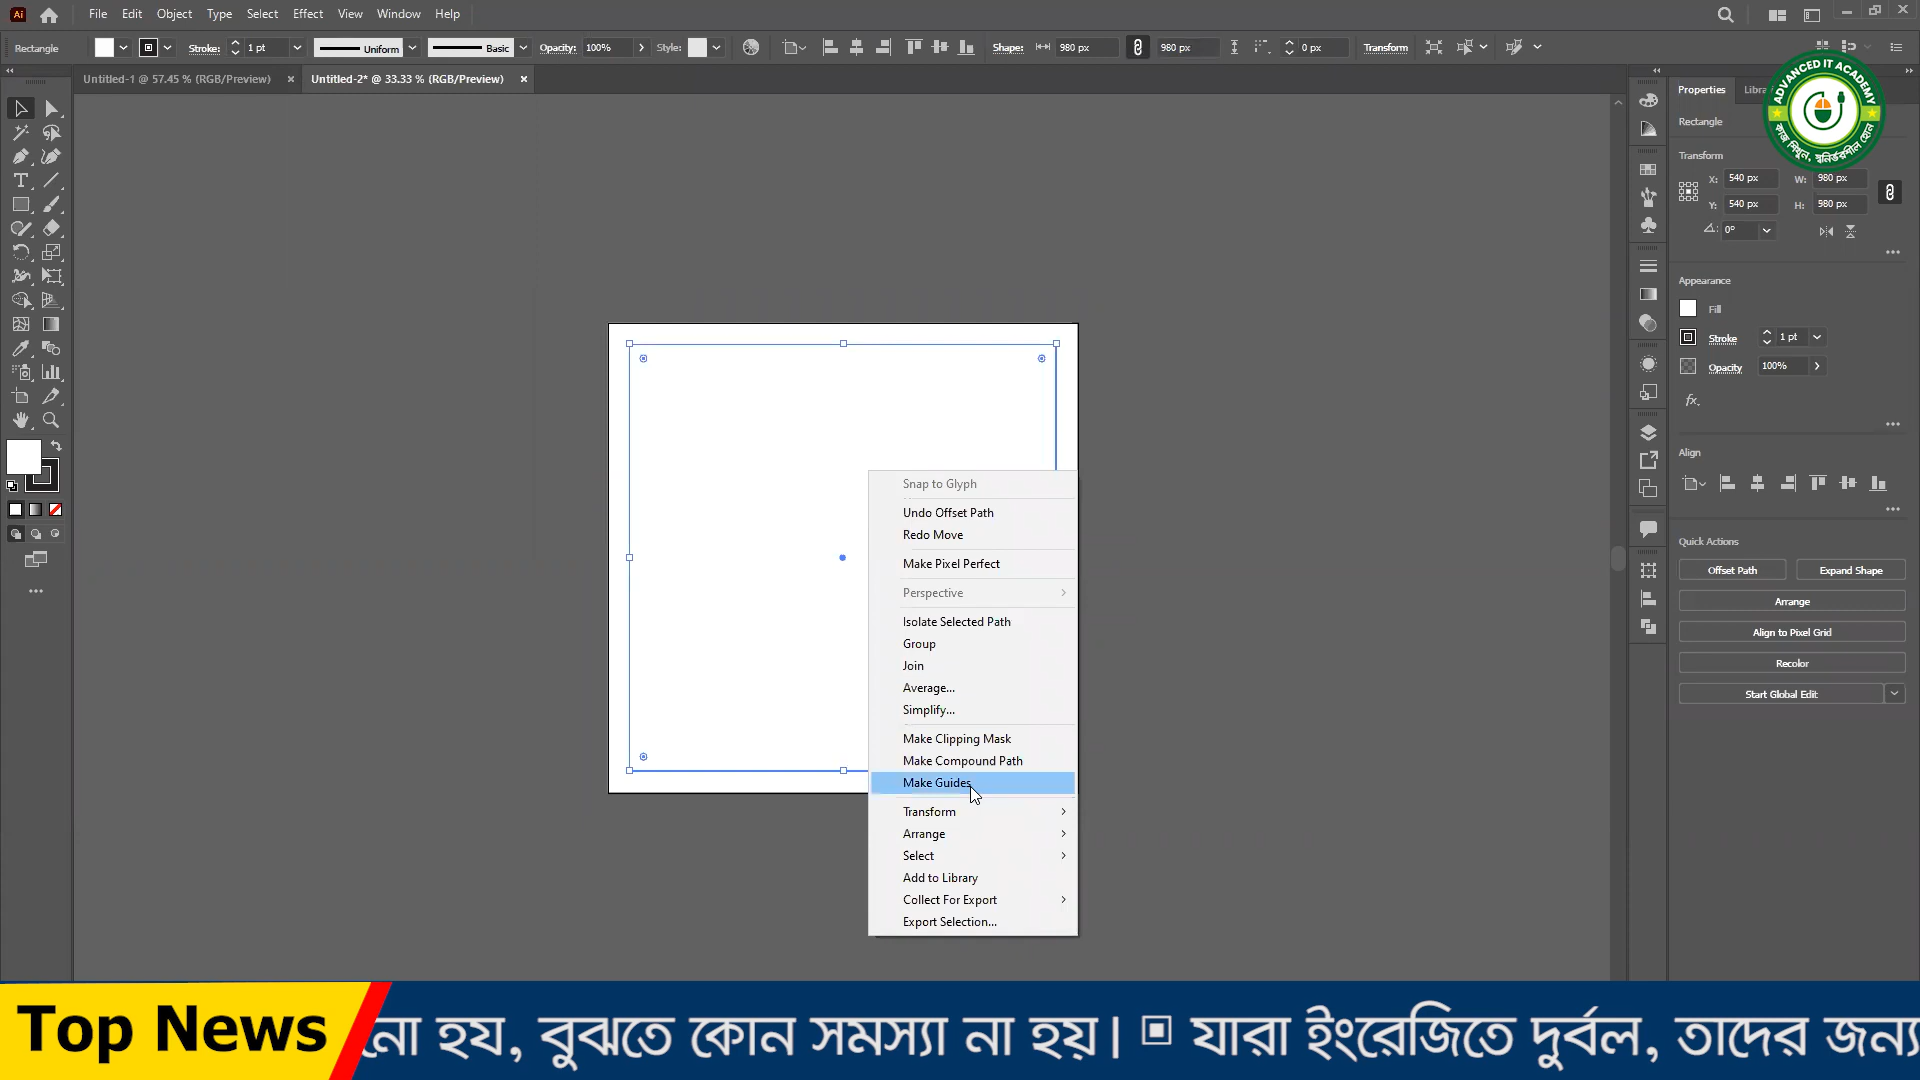 File Edit Object Type Select Effect View Window Help
Rectangle Stroke: 1 pt Uniform Basic Opacity: 100% Style: Shape: 980 px 980 px 0 px Transform
Untitled-1 @ 57.45 % (RGB/Preview) × Untitled-2* @ 33.33 % (RGB/Preview) ×
Properties
Rectangle
ADVANCED IT ACADEMY
কাজ শিখুন, স্বনির্ভরশীল হোন
Transform
X: 540 px W: 980 px
Y: 540 px H: 980 px
0°
Appearance
Fill
Stroke 1 pt
Opacity 100%
fx.
Align
Quick Actions
Offset Path Expand Shape
Arrange
Align to Pixel Grid
Recolor
Start Global Edit
Snap to Glyph
Undo Offset Path
Redo Move
Make Pixel Perfect
Perspective
Isolate Selected Path
Group
Join
Average...
Simplify...
Make Clipping Mask
Make Compound Path
Make Guides
Transform
Arrange
Select
Add to Library
Collect For Export
Export Selection...
Top News
নো হয, বুঝতে কোন সমস্যা না হয়। ▣ যারা ইংরেজিতে দুর্বল, তাদের জন্য